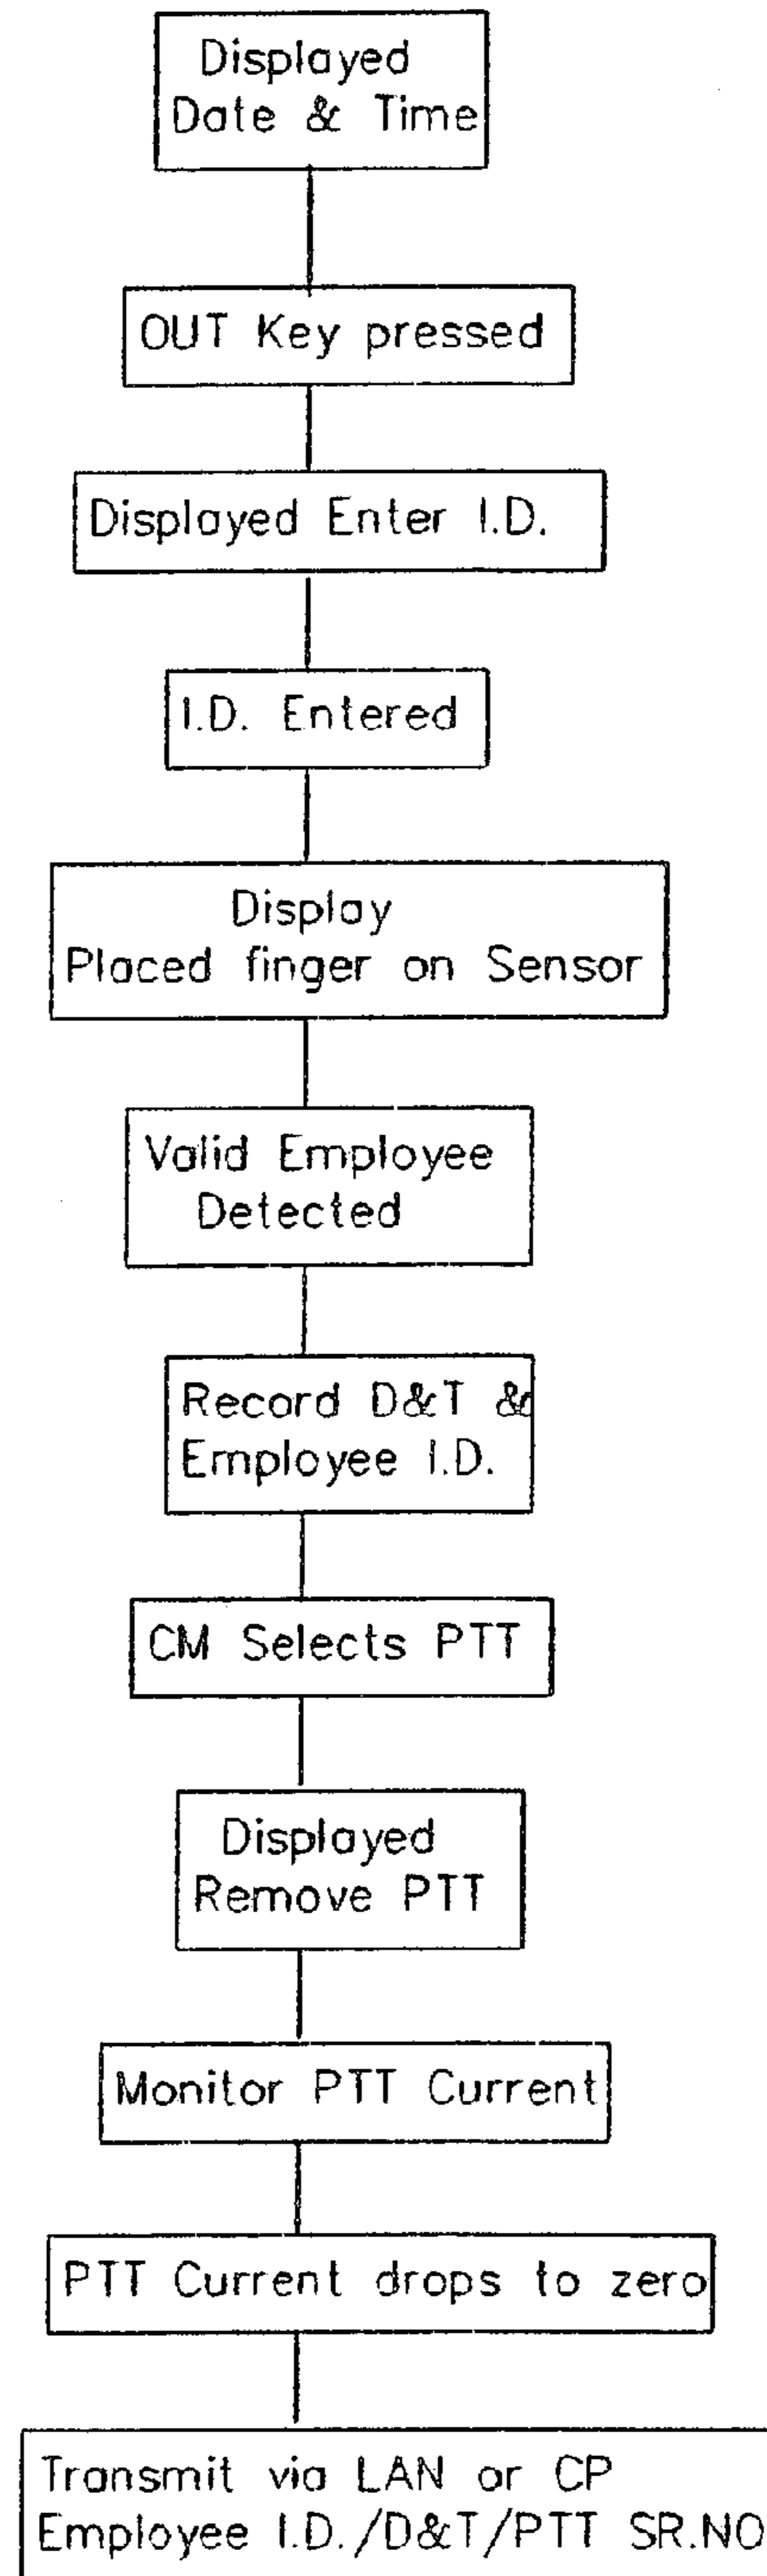 Displayed
Date & Time
OUT Key pressed
Displayed Enter I.D.
I.D. Entered
Display
Placed finger on Sensor
Valid Employee
Detected
Record D&T &
Employee I.D.
CM Selects PTT
Displayed
Remove PTT
Monitor PTT Current
PTT Current drops to zero
Transmit via LAN or CP
Employee I.D./D&T/PTT SR.NO